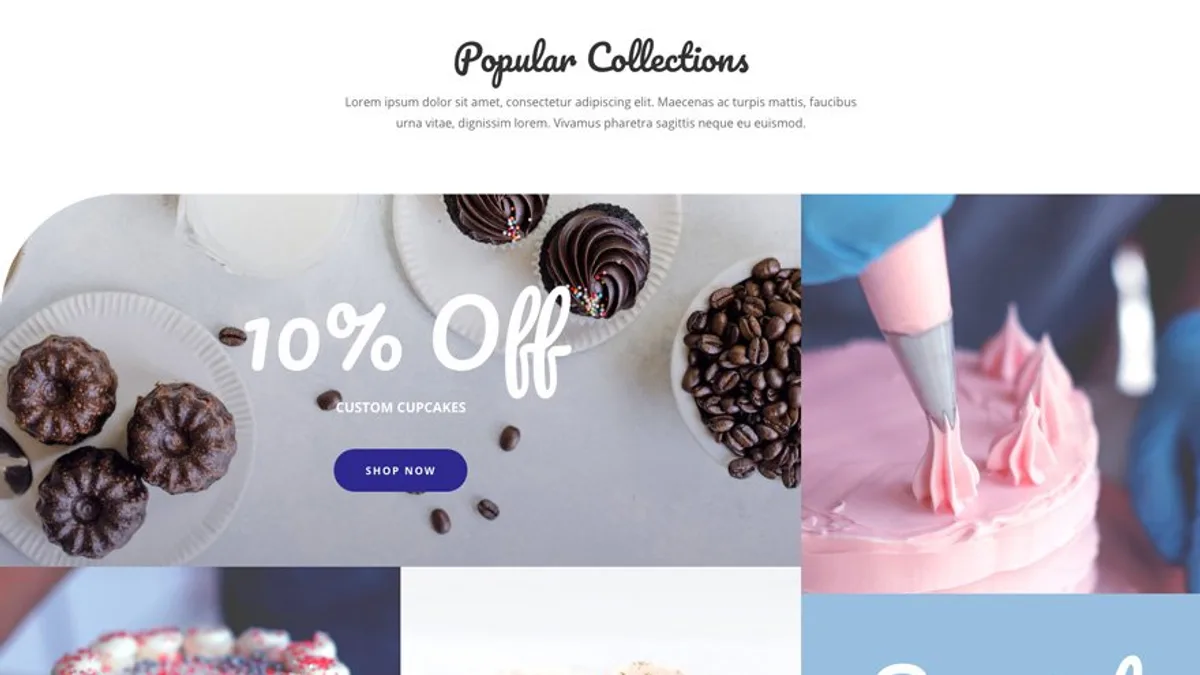 Popular Collections
Lorem ipsum dolor sit amet, consectetur adipiscing elit. Maecenas ac turpis mattis, faucibus
urna vitae, dignissim lorem. Vivamus pharetra sagittis neque eu euismod.
10% Off
CUSTOM CUPCAKES
SHOP NOW